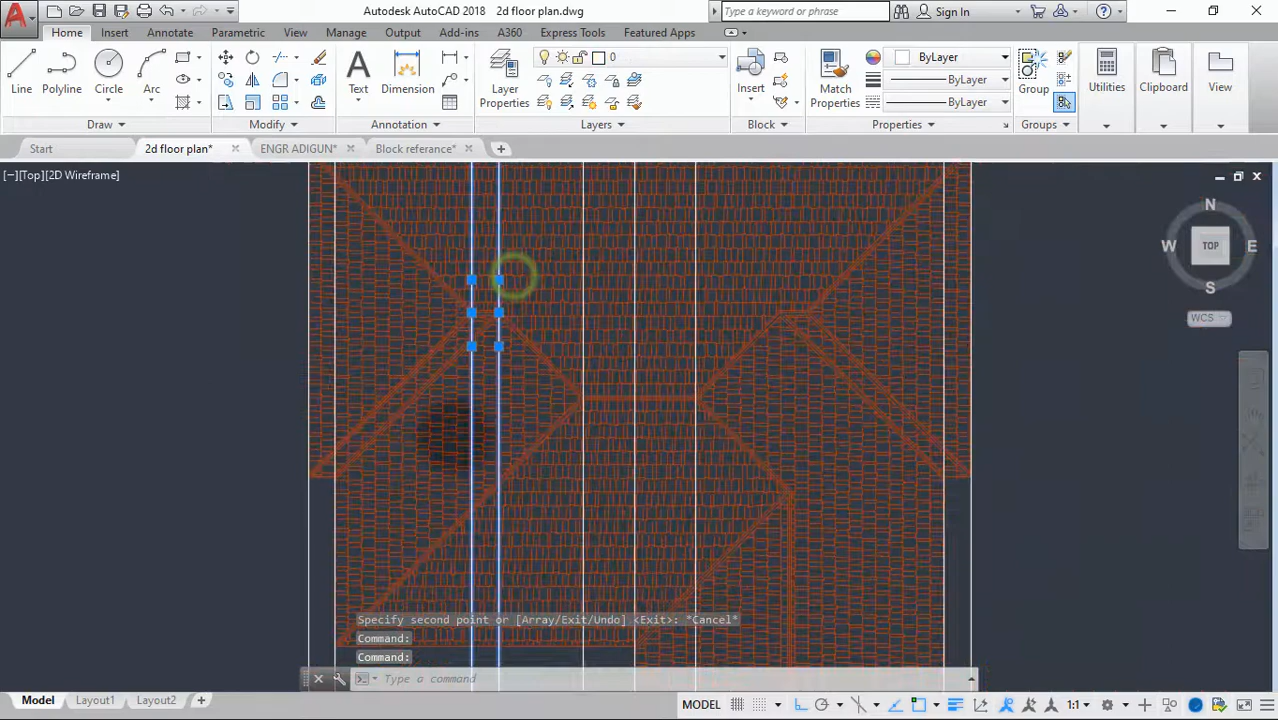 Autodesk AutoCAD 2018 2d floor plan.dwg
Type a keyword or phrase
Sign In
Home Insert Annotate Parametric View Manage Output Add-ins A360 Express Tools Featured Apps
Line Polyline Circle Arc
Text Dimension
Layer Properties
0
Insert
Match Properties
ByLayer
ByLayer
ByLayer
Group
Utilities
Clipboard
View
Draw Modify Annotation Layers Block Properties Groups
Start 2d floor plan* ENGR ADIGUN* Block referance*
[−][Top][2D Wireframe]
N
W TOP E
S
WCS
Specify second point or [Array/Exit/Undo] <Exit>: *Cancel*
Command:
Command:
Type a command
Model Layout1 Layout2
MODEL 1:1